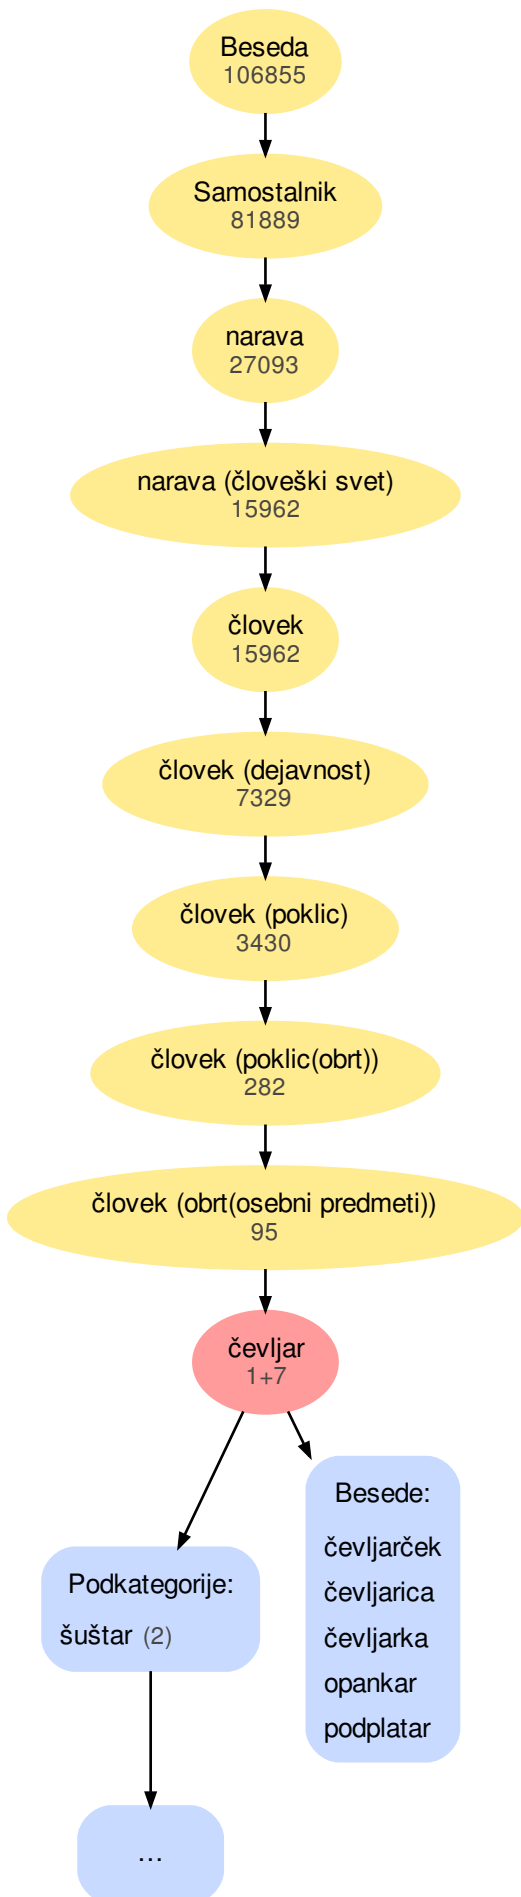 Beseda
106855
Samostalnik
81889
narava
27093
narava (človeški svet)
15962
človek
15962
človek (dejavnost)
7329
človek (poklic)
3430
človek (poklic(obrt))
282
človek (obrt(osebni predmeti))
95
čevljar
1+7
Besede:
čevljarček
čevljarica
čevljarka
opankar
podplatar
Podkategorije:
šuštar (2)
...